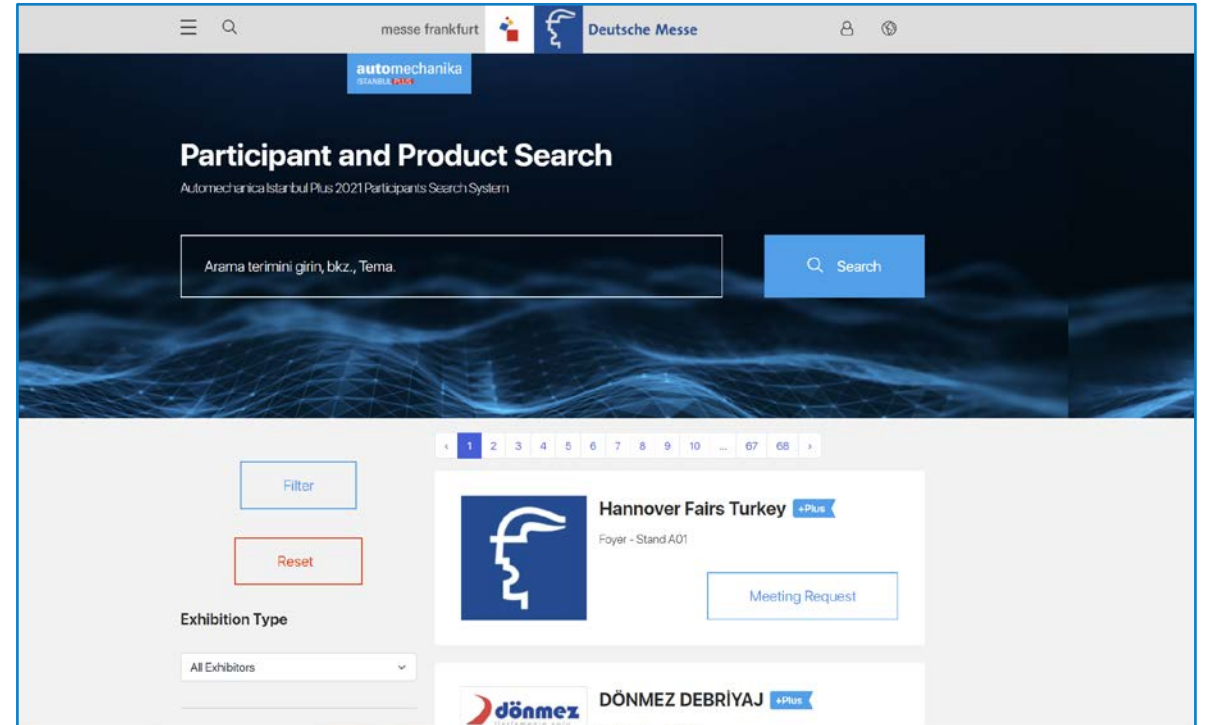 messe frankfurt
Deutsche Messe
automechanika
ISTANBUL PLUS
Participant and Product Search
Automechanica Istanbul Plus 2021 Participants Search System
Arama terimini girin, bkz., Tema.
Search
‹ 1 2 3 4 5 6 7 8 9 10 ... 67 68 ›
Filter
Reset
Exhibition Type
All Exhibitors
Hannover Fairs Turkey +Plus
Foyer - Stand A01
Meeting Request
dönmez
DÖNMEZ DEBRİYAJ +Plus